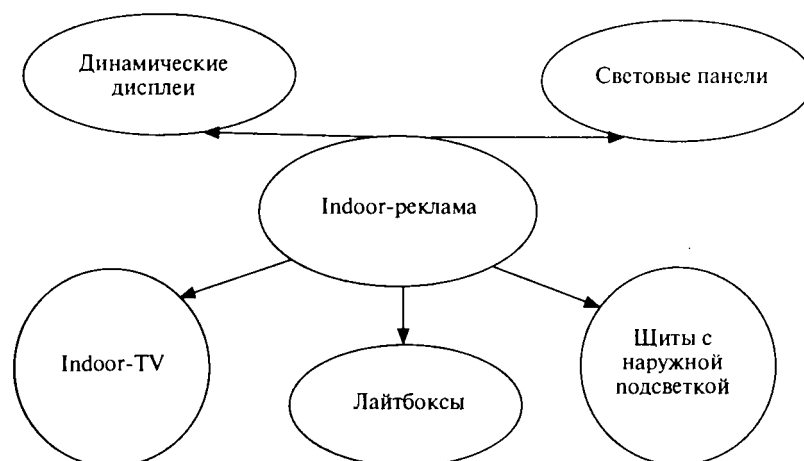 Динамические
дисплеи
Световые панели
Indoor-реклама
Indoor-TV
Лайтбоксы
Щиты с
наружной
подсветкой